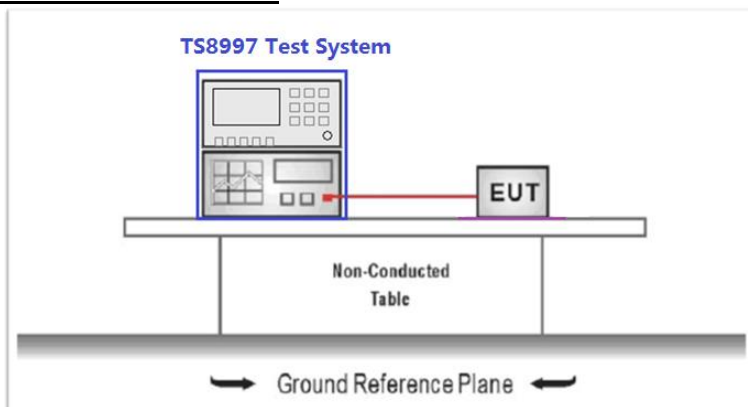 TS8997 Test System
EUT
Non-Conducted
Table
Ground Reference Plane